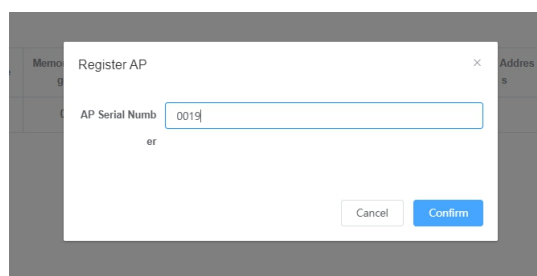 Register AP
×
Memo
g
Addres
s
AP Serial Numb
er
0019
Cancel
Confirm